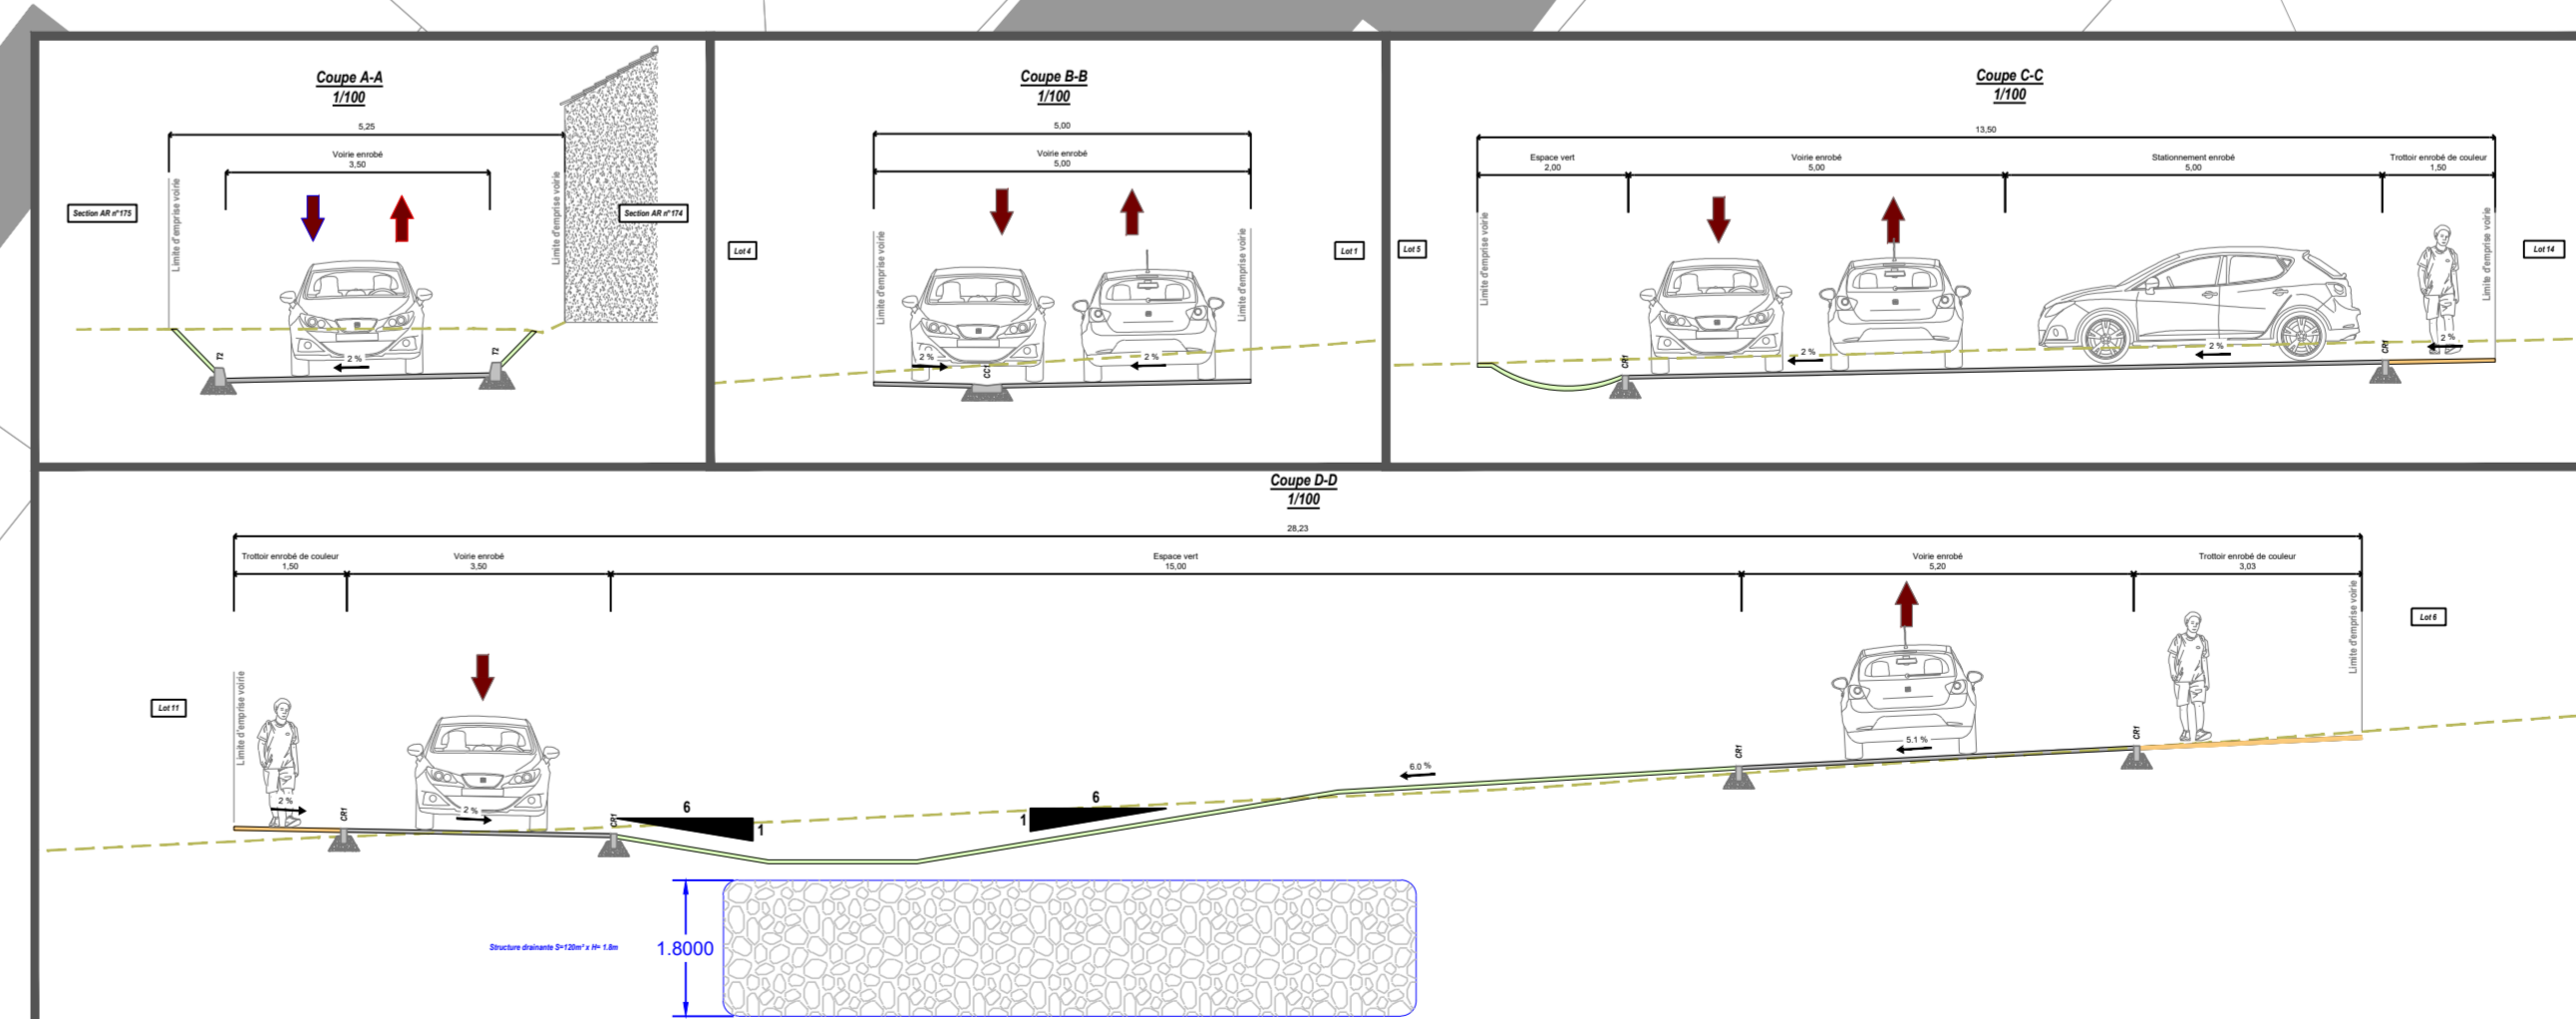 Coupe A-A
1/100
5,25
Voirie enrobé
3,50
Limite d'emprise voirie
Limite d'emprise voirie
Section AR n°175
Section AR n°174
T2
T2
2 %
Coupe B-B
1/100
5,00
Voirie enrobé
5,00
Limite d'emprise voirie
Limite d'emprise voirie
Lot 4
Lot 1
2 %
CC1
2 %
Coupe C-C
1/100
13,50
Espace vert
2,00
Voirie enrobé
5,00
Stationnement enrobé
5,00
Trottoir enrobé de couleur
1,50
Limite d'emprise voirie
Limite d'emprise voirie
Lot 5
Lot 14
CR1
2 %
2 %
CR1
2 %
Coupe D-D
1/100
28,23
Trottoir enrobé de couleur
1,50
Voirie enrobé
3,50
Espace vert
15,00
Voirie enrobé
5,20
Trottoir enrobé de couleur
3,03
Limite d'emprise voirie
Limite d'emprise voirie
Lot 11
Lot 6
2 %
CR1
2 %
CR1
6
1
6
1
6.0 %
CR1
5.1 %
CR1
Structure drainante S=120m² x H= 1.8m
1.8000